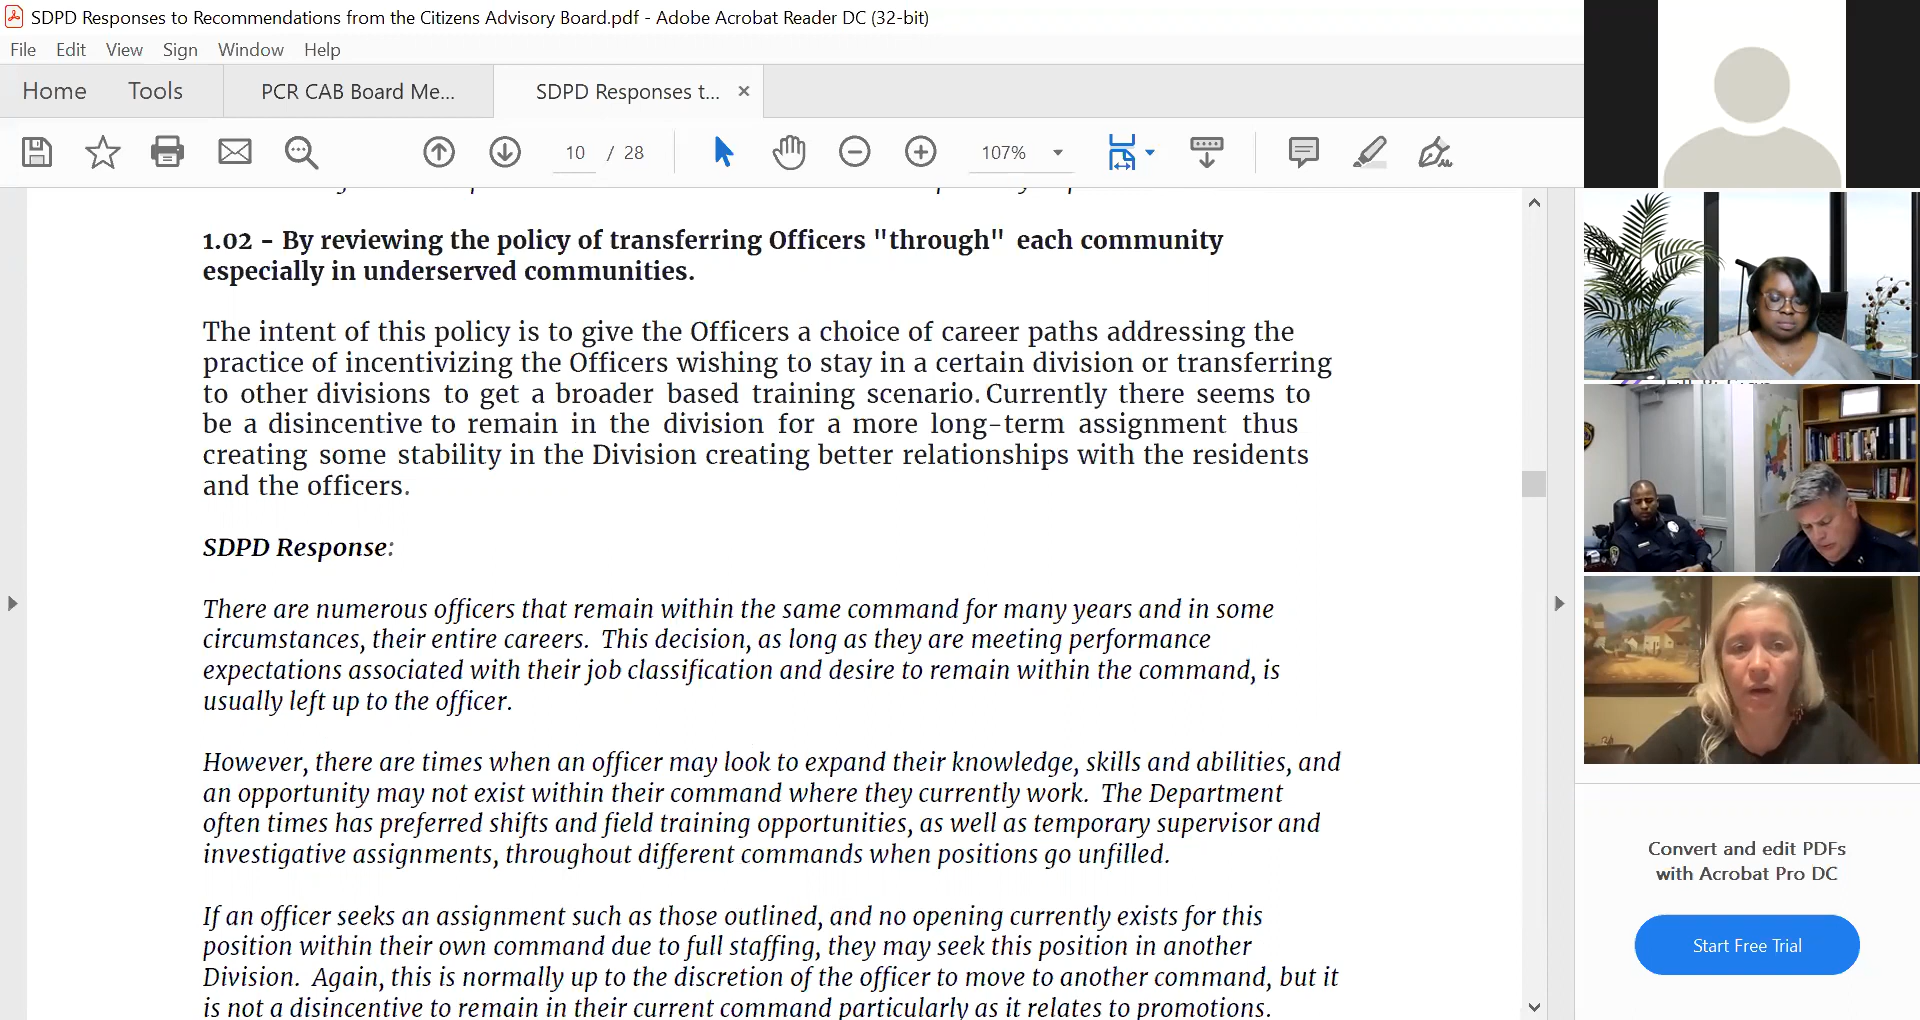 SDPD Responses to Recommendations from the Citizens Advisory Board.pdf - Adobe Acrobat Reader DC (32-bit)
File Edit View Sign Window Help
Home Tools PCR CAB Board Me... SDPD Responses t... ×
10 / 28 107%
1.02 - By reviewing the policy of transferring Officers "through" each community
especially in underserved communities.
The intent of this policy is to give the Officers a choice of career paths addressing the
practice of incentivizing the Officers wishing to stay in a certain division or transferring
to other divisions to get a broader based training scenario. Currently there seems to
be a disincentive to remain in the division for a more long-term assignment thus
creating some stability in the Division creating better relationships with the residents
and the officers.
SDPD Response:
There are numerous officers that remain within the same command for many years and in some
circumstances, their entire careers. This decision, as long as they are meeting performance
expectations associated with their job classification and desire to remain within the command, is
usually left up to the officer.
However, there are times when an officer may look to expand their knowledge, skills and abilities, and
an opportunity may not exist within their command where they currently work. The Department
often times has preferred shifts and field training opportunities, as well as temporary supervisor and
investigative assignments, throughout different commands when positions go unfilled.
If an officer seeks an assignment such as those outlined, and no opening currently exists for this
position within their own command due to full staffing, they may seek this position in another
Division. Again, this is normally up to the discretion of the officer to move to another command, but it
is not a disincentive to remain in their current command particularly as it relates to promotions.
Convert and edit PDFs
with Acrobat Pro DC
Start Free Trial